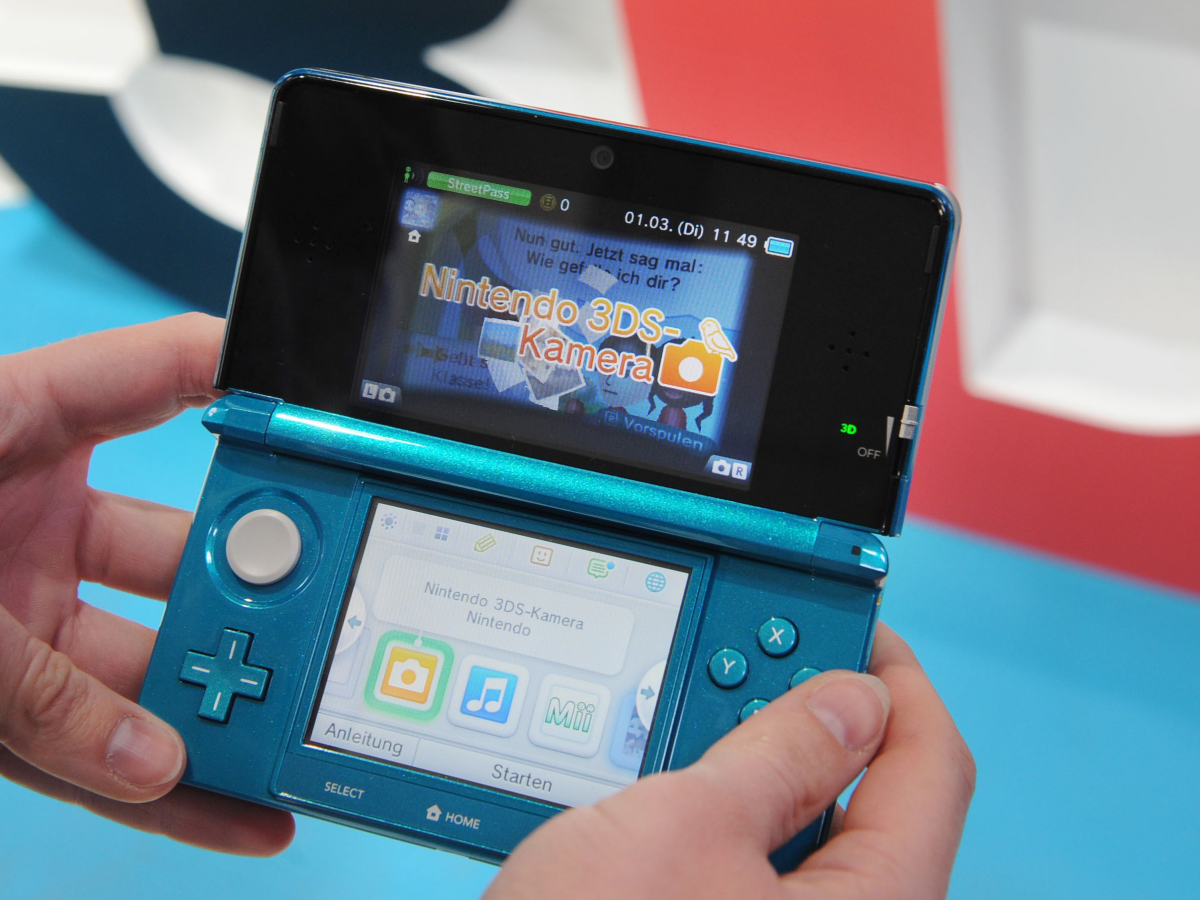 StreetPass
0
01.03. (Di) 11 49
Nun gut. Jetzt sag mal:
Wie ich dir?
Nintendo 3DS-
Kamera
Klasse!
Vorspulen
L
R
3D
OFF
Nintendo 3DS-Kamera
Nintendo
Mii
Anleitung
Starten
SELECT
HOME
X
Y